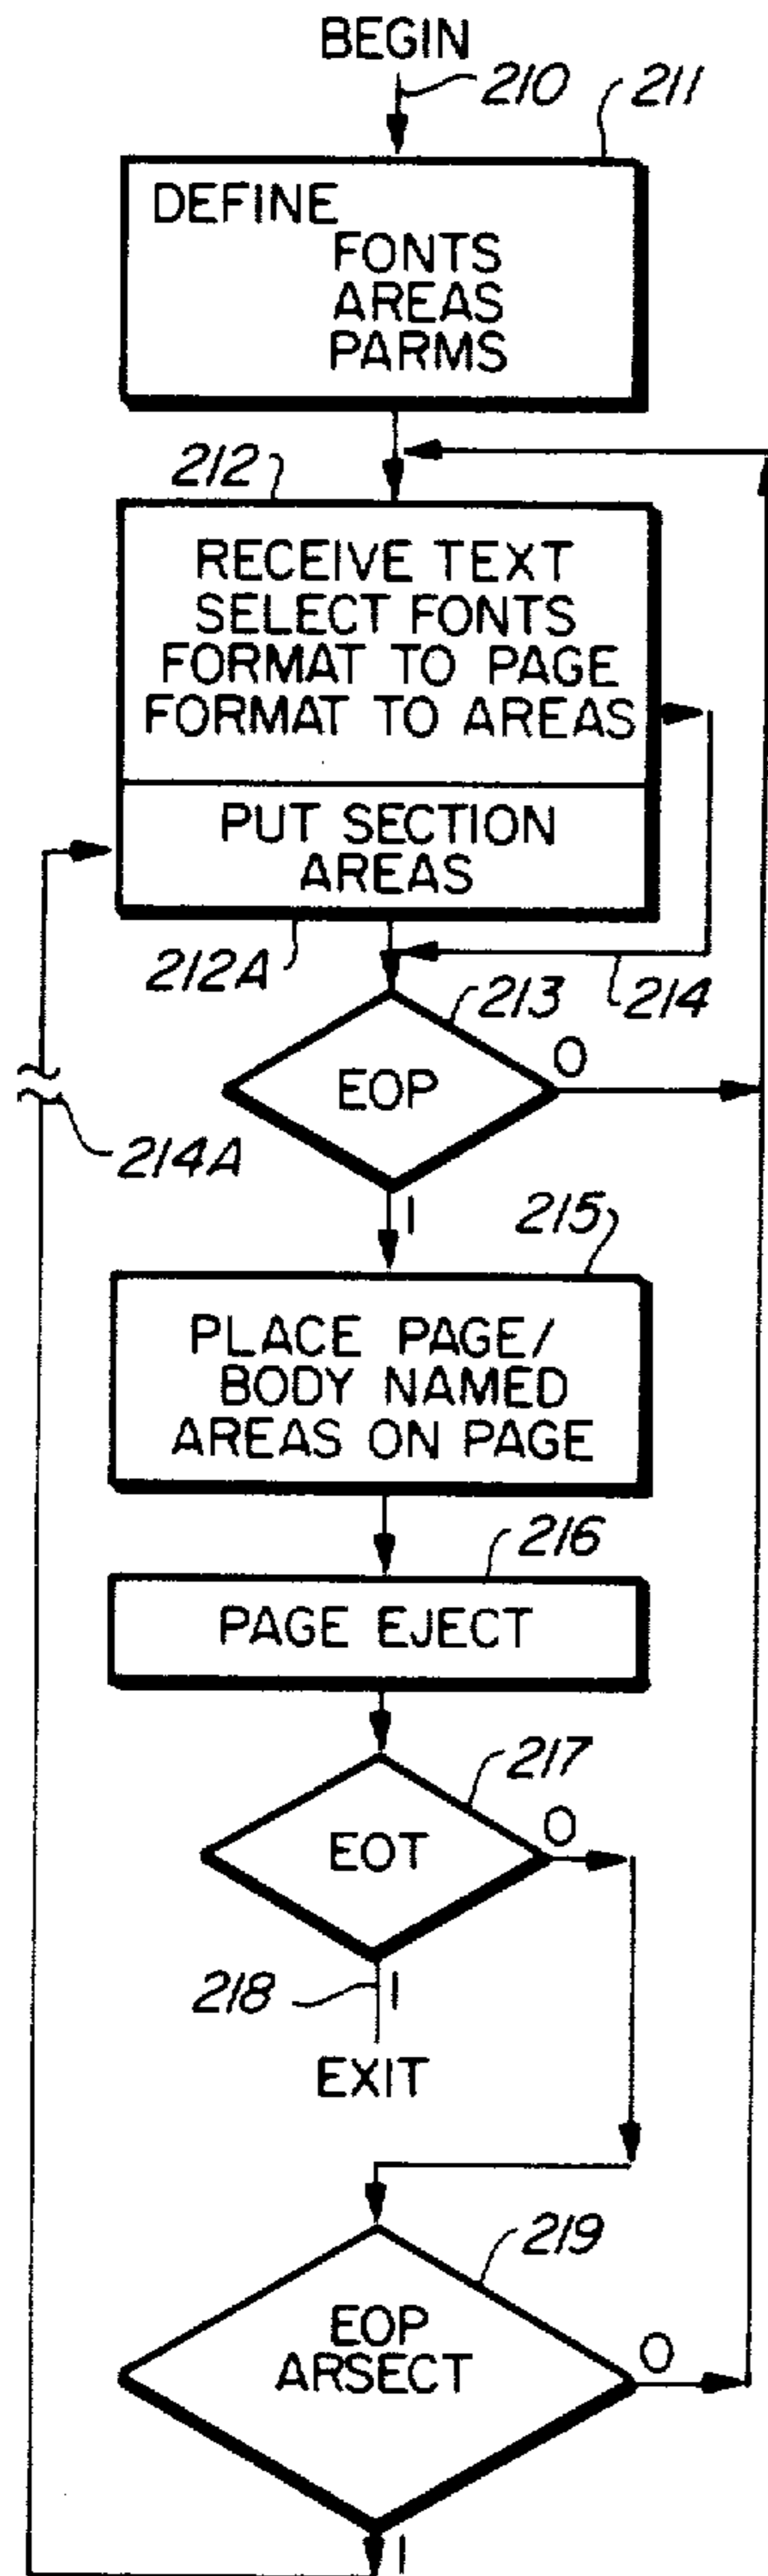 BEGIN
210
211
DEFINE
FONTS
AREAS
PARMS
212
RECEIVE TEXT
SELECT FONTS
FORMAT TO PAGE
FORMAT TO AREAS
PUT SECTION
AREAS
212A
214
213
EOP
0
214A
1
215
PLACE PAGE/
BODY NAMED
AREAS ON PAGE
216
PAGE EJECT
217
EOT
0
218
1
EXIT
219
EOP
ARSECT
0
1